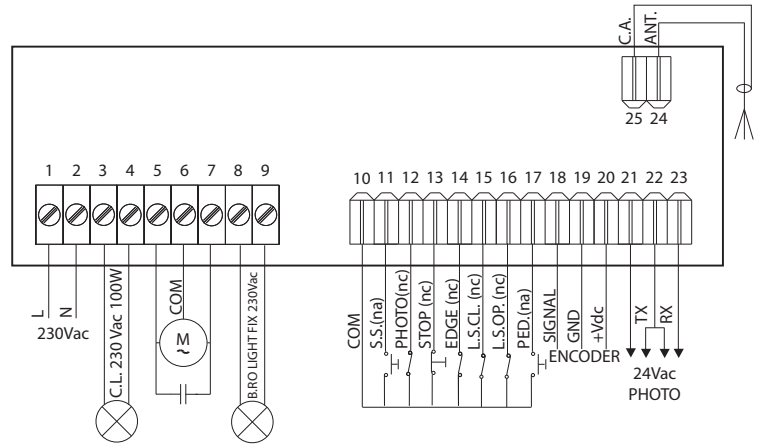 C.A.
ANT.
25 24
1 2 3 4 5 6 7 8 9
10 11 12 13 14 15 16 17 18 19 20 21 22 23
L
N
230Vac
C.L. 230 Vac 100W
COM
M
~
B.RO LIGHT FIX 230Vac
COM
S.S.(na)
PHOTO(nc)
STOP (nc)
EDGE (nc)
L.S.CL. (nc)
L.S.OP. (nc)
PED.(na)
SIGNAL
GND
+Vdc
ENCODER
TX
RX
24Vac
PHOTO